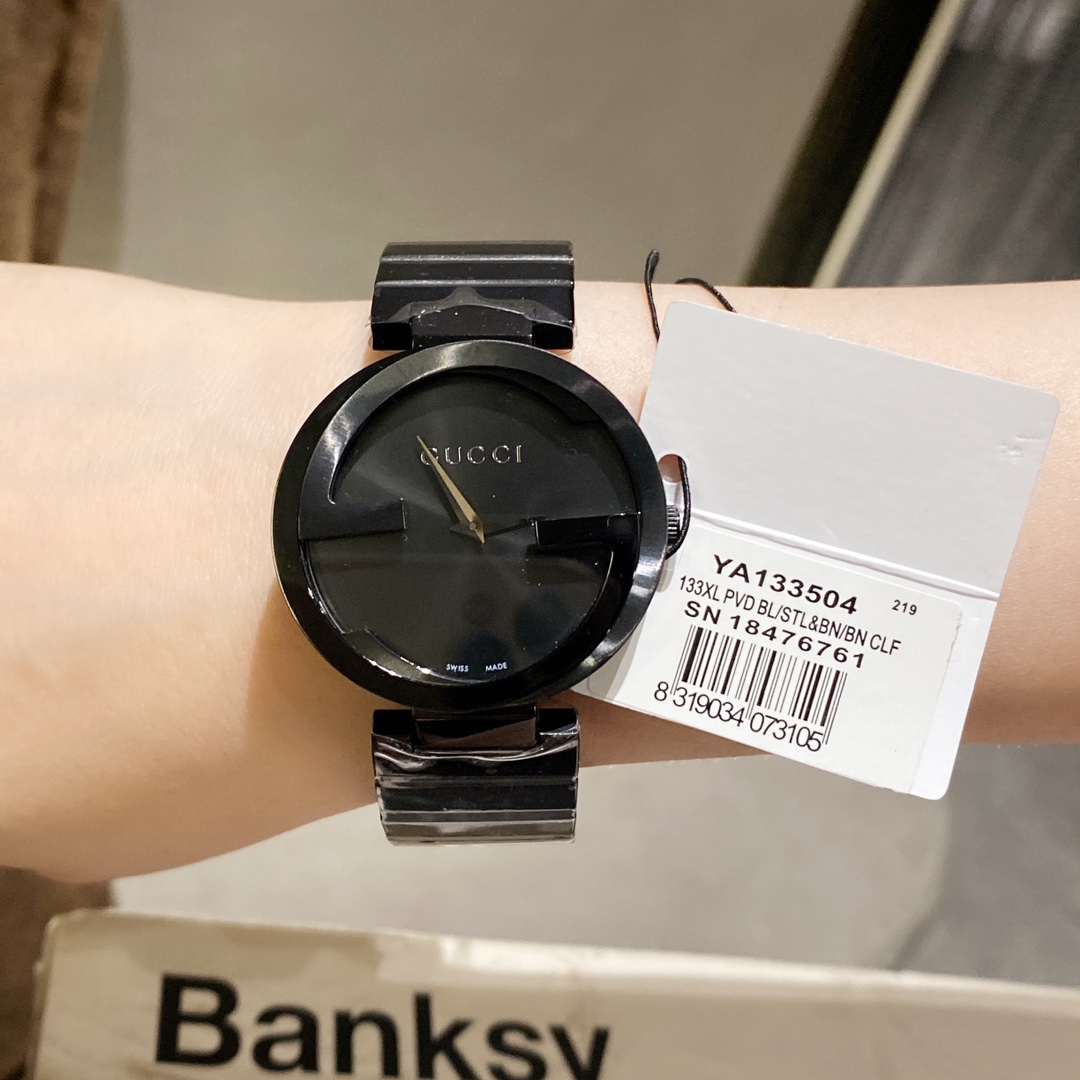 GUCCI
SWISS MADE
YA133504
219
133XL PVD BL/STL&BN/BN CLF
SN 18476761
8 319034 073105
Banksy